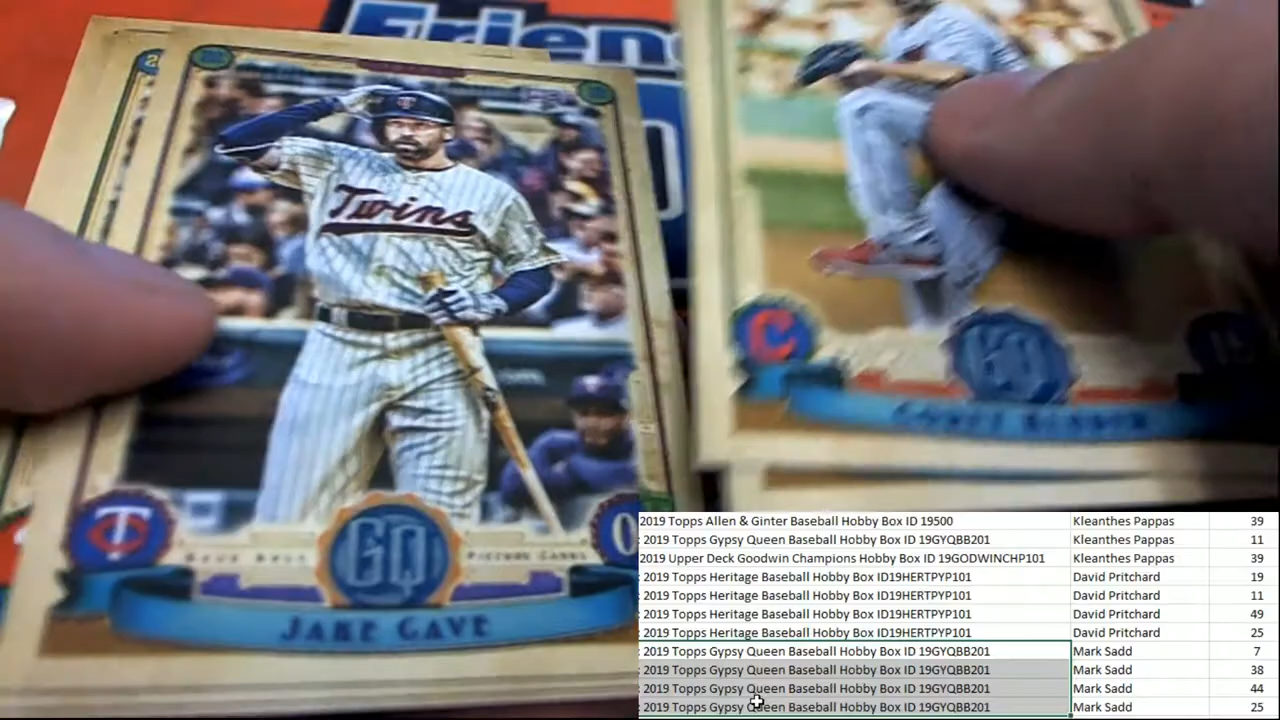 Frien
Twins
C
GQ
T
GQ
JAKE CAVE
2019 Topps Allen & Ginter Baseball Hobby Box ID 19500 Kleanthes Pappas 39
: 2019 Topps Gypsy Queen Baseball Hobby Box ID 19GYQBB201 Kleanthes Pappas 11
2019 Upper Deck Goodwin Champions Hobby Box ID 19GODWINCHP101 Kleanthes Pappas 39
: 2019 Topps Heritage Baseball Hobby Box ID19HERTPYP101 David Pritchard 19
: 2019 Topps Heritage Baseball Hobby Box ID19HERTPYP101 David Pritchard 11
: 2019 Topps Heritage Baseball Hobby Box ID19HERTPYP101 David Pritchard 49
: 2019 Topps Heritage Baseball Hobby Box ID19HERTPYP101 David Pritchard 25
: 2019 Topps Gypsy Queen Baseball Hobby Box ID 19GYQBB201 Mark Sadd 7
: 2019 Topps Gypsy Queen Baseball Hobby Box ID 19GYQBB201 Mark Sadd 38
: 2019 Topps Gypsy Queen Baseball Hobby Box ID 19GYQBB201 Mark Sadd 44
: 2019 Topps Gypsy Queen Baseball Hobby Box ID 19GYQBB201 Mark Sadd 25